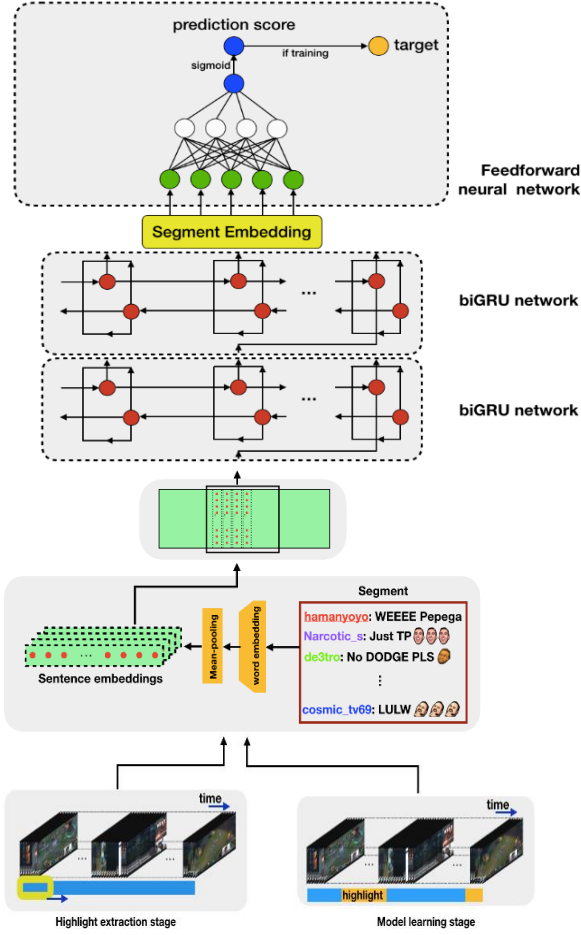 prediction score
sigmoid
if training
target
Feedforward
neural network
Segment Embedding
...
biGRU network
...
biGRU network
Segment
hamanyoyo: WEEEE Pepega
Narcotic_s: Just TP
de3tro: No DODGE PLS
⋮
cosmic_tv69: LULW
word embedding
Mean-pooling
...
Sentence embeddings
time
...
...
Highlight extraction stage
time
...
...
highlight
Model learning stage